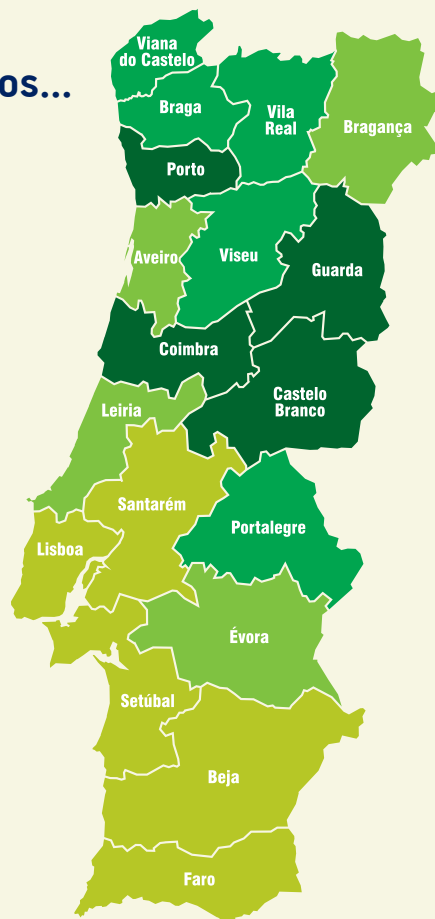 os...
Viana
do Castelo
Braga
Vila
Real
Bragança
Porto
Aveiro
Viseu
Guarda
Coimbra
Castelo
Branco
Leiria
Santarém
Portalegre
Lisboa
Évora
Setúbal
Beja
Faro